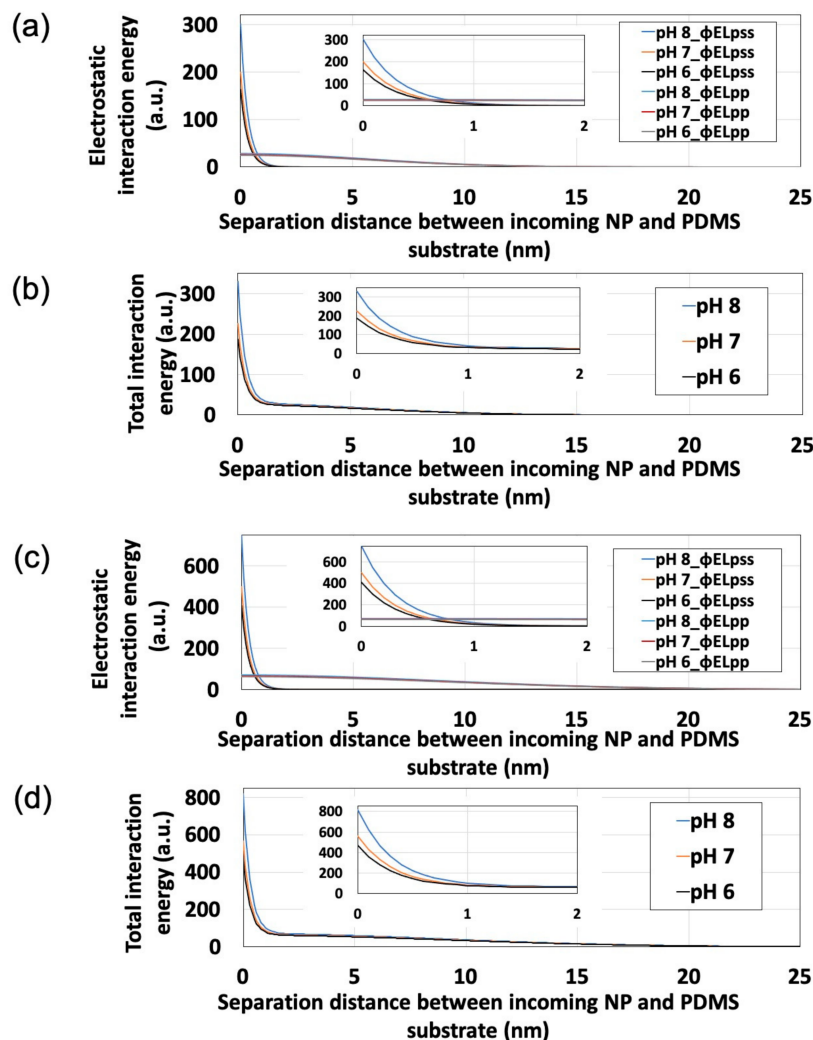 (a)
Electrostatic
interaction energy
(a.u.)
300
200
100
0
300
200
100
0
0 1 2
pH 8_ϕELpss
pH 7_ϕELpss
pH 6_ϕELpss
pH 8_ϕELpp
pH 7_ϕELpp
pH 6_ϕELpp
0 5 10 15 20 25
Separation distance between incoming NP and PDMS
substrate (nm)
(b)
Total interaction
energy (a.u.)
300
200
100
0
300
200
100
0
0 1 2
pH 8
pH 7
pH 6
0 5 10 15 20 25
Separation distance between incoming NP and PDMS
substrate (nm)
(c)
Electrostatic
interaction energy
(a.u.)
600
400
200
0
600
400
200
0
0 1 2
pH 8_ϕELpss
pH 7_ϕELpss
pH 6_ϕELpss
pH 8_ϕELpp
pH 7_ϕELpp
pH 6_ϕELpp
0 5 10 15 20 25
Separation distance between incoming NP and PDMS
substrate (nm)
(d)
Total interaction
energy (a.u.)
800
600
400
200
0
800
600
400
200
0
0 1 2
pH 8
pH 7
pH 6
0 5 10 15 20 25
Separation distance between incoming NP and PDMS
substrate (nm)